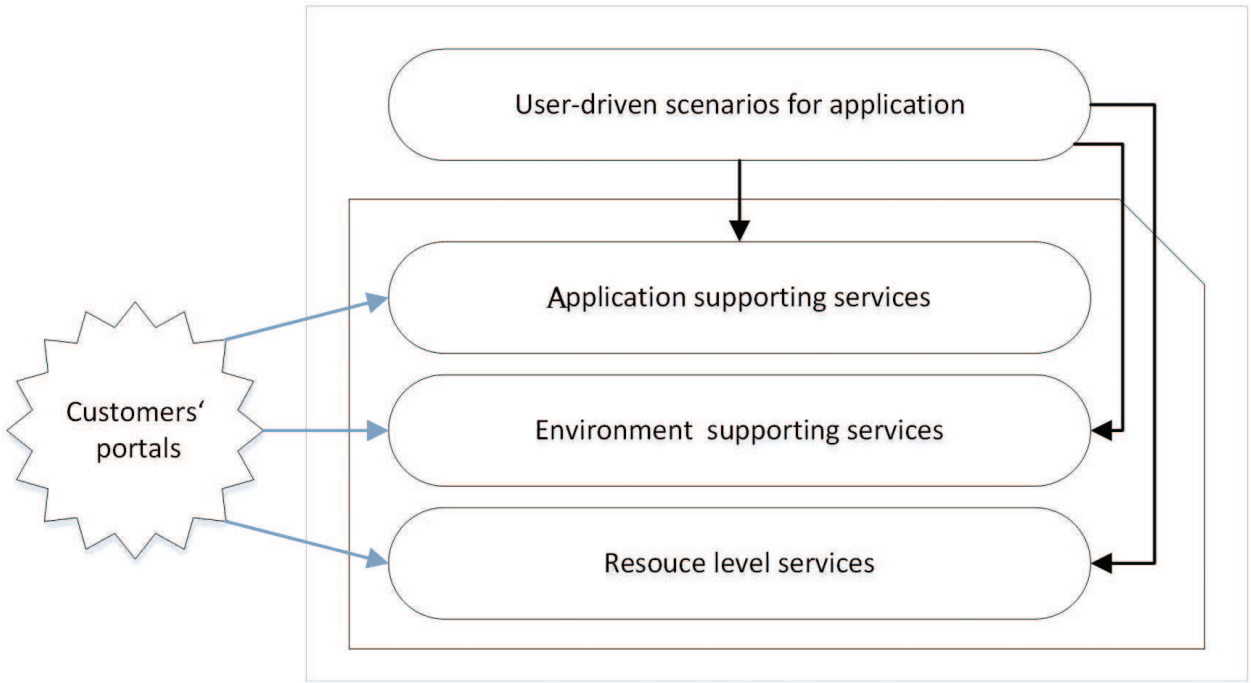 User-driven scenarios for application
Application supporting services
Customers‘
portals
Environment  supporting services
Resouce level services